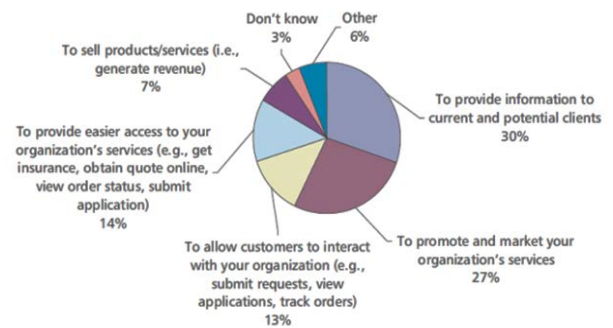 Don't know
3%
Other
6%
To sell products/services (i.e.,
generate revenue)
7%
To provide information to
current and potential clients
30%
To provide easier access to your
organization's services (e.g., get
insurance, obtain quote online,
view order status, submit
application)
14%
To promote and market your
organization's services
27%
To allow customers to interact
with your organization (e.g.,
submit requests, view
applications, track orders)
13%